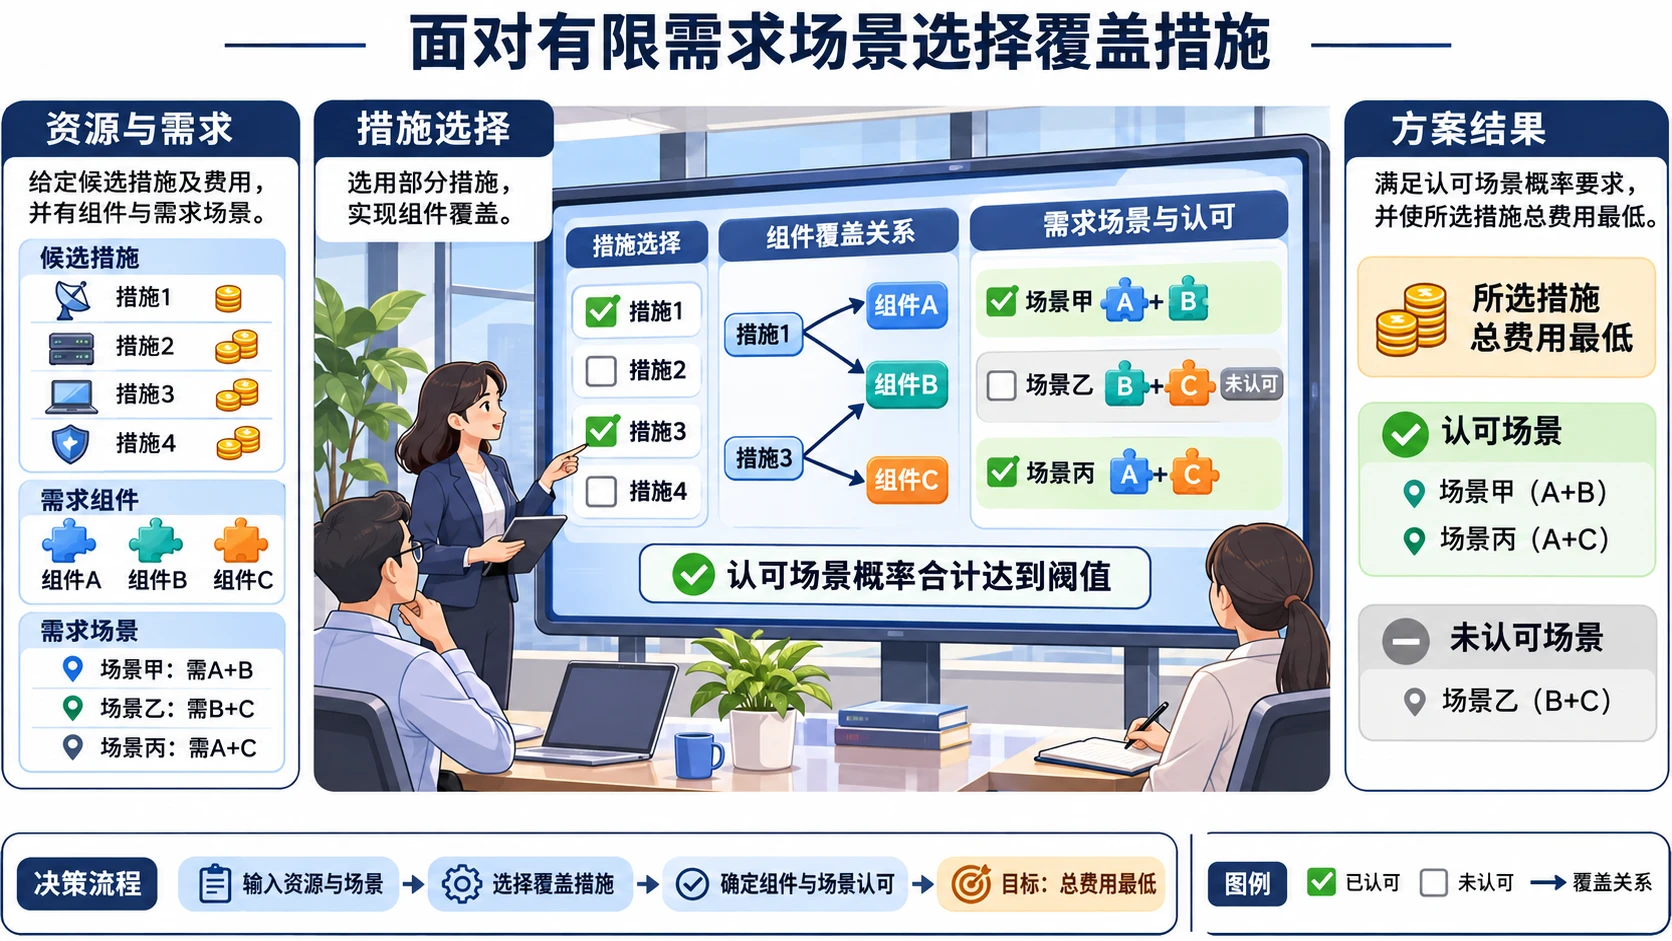 面对有限需求场景选择覆盖措施
资源与需求
给定候选措施及费用，
并有组件与需求场景。
候选措施
措施1
措施2
措施3
措施4
需求组件
组件A
组件B
组件C
需求场景
场景甲：需A+B
场景乙：需B+C
场景丙：需A+C
措施选择
选用部分措施，
实现组件覆盖。
措施选择
措施1
措施2
措施3
措施4
组件覆盖关系
措施1
措施3
组件A
组件B
组件C
需求场景与认可
场景甲 A+B
场景乙 B+C 未认可
场景丙 A+C
认可场景概率合计达到阈值
方案结果
满足认可场景概率要求，
并使所选措施总费用最低。
所选措施
总费用最低
认可场景
场景甲（A+B）
场景丙（A+C）
未认可场景
场景乙（B+C）
决策流程
输入资源与场景
选择覆盖措施
确定组件与场景认可
目标：总费用最低
图例
已认可
未认可
覆盖关系